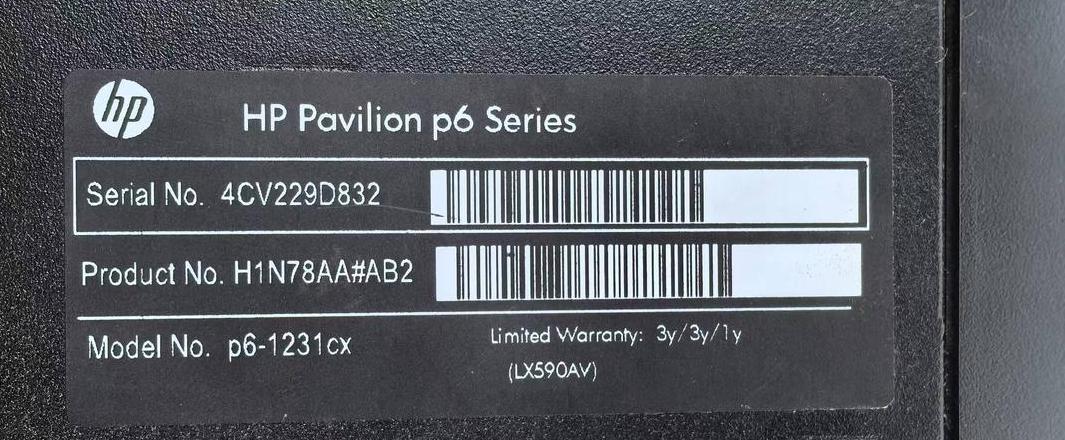 hp
HP Pavilion p6 Series
Serial No. 4CV229D832
Product No. H1N78AA#AB2
Model No. p6-1231cx
Limited Warranty: 3y/3y/1y
(LX590AV)